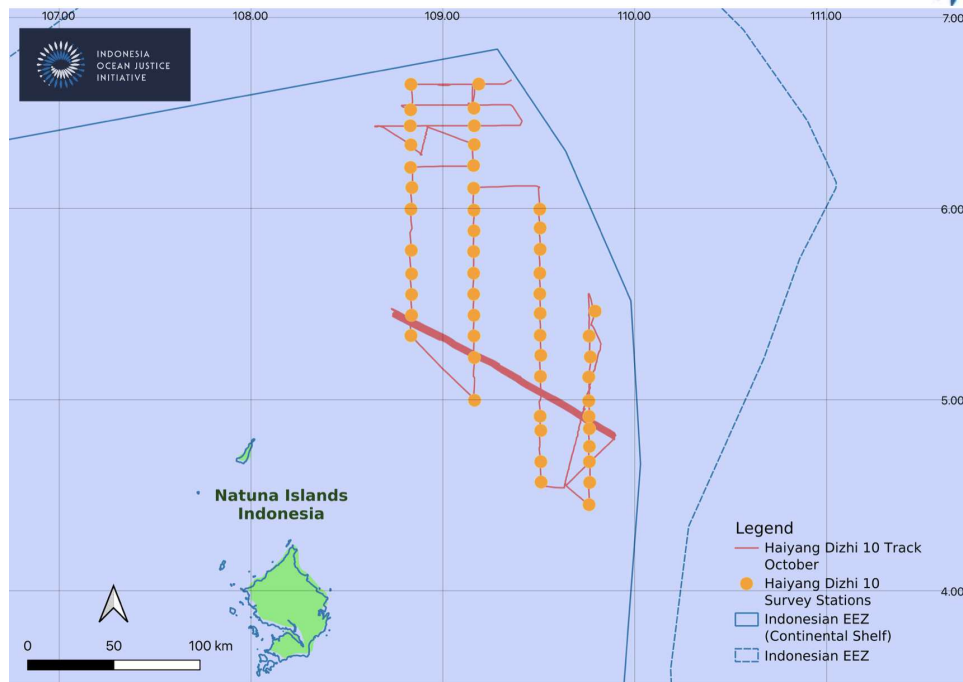 107.00 108.00 109.00 110.00 111.00
7.00
INDONESIA
OCEAN JUSTICE
INITIATIVE
6.00
5.00
Natuna Islands
Indonesia
Legend
Haiyang Dizhi 10 Track
October
Haiyang Dizhi 10
Survey Stations
4.00
Indonesian EEZ
(Continental Shelf)
Indonesian EEZ
0 50 100 km